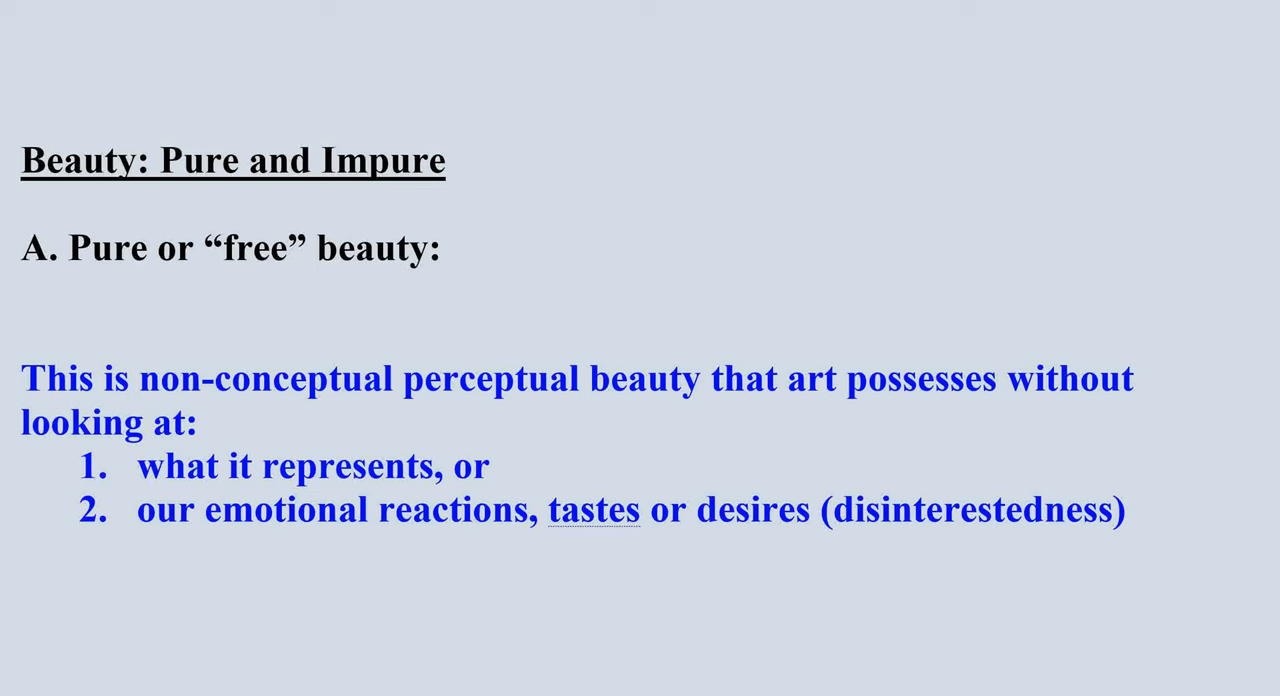 Beauty: Pure and Impure
A. Pure or “free” beauty:
This is non-conceptual perceptual beauty that art possesses without
looking at:
1. what it represents, or
2. our emotional reactions, tastes or desires (disinterestedness)